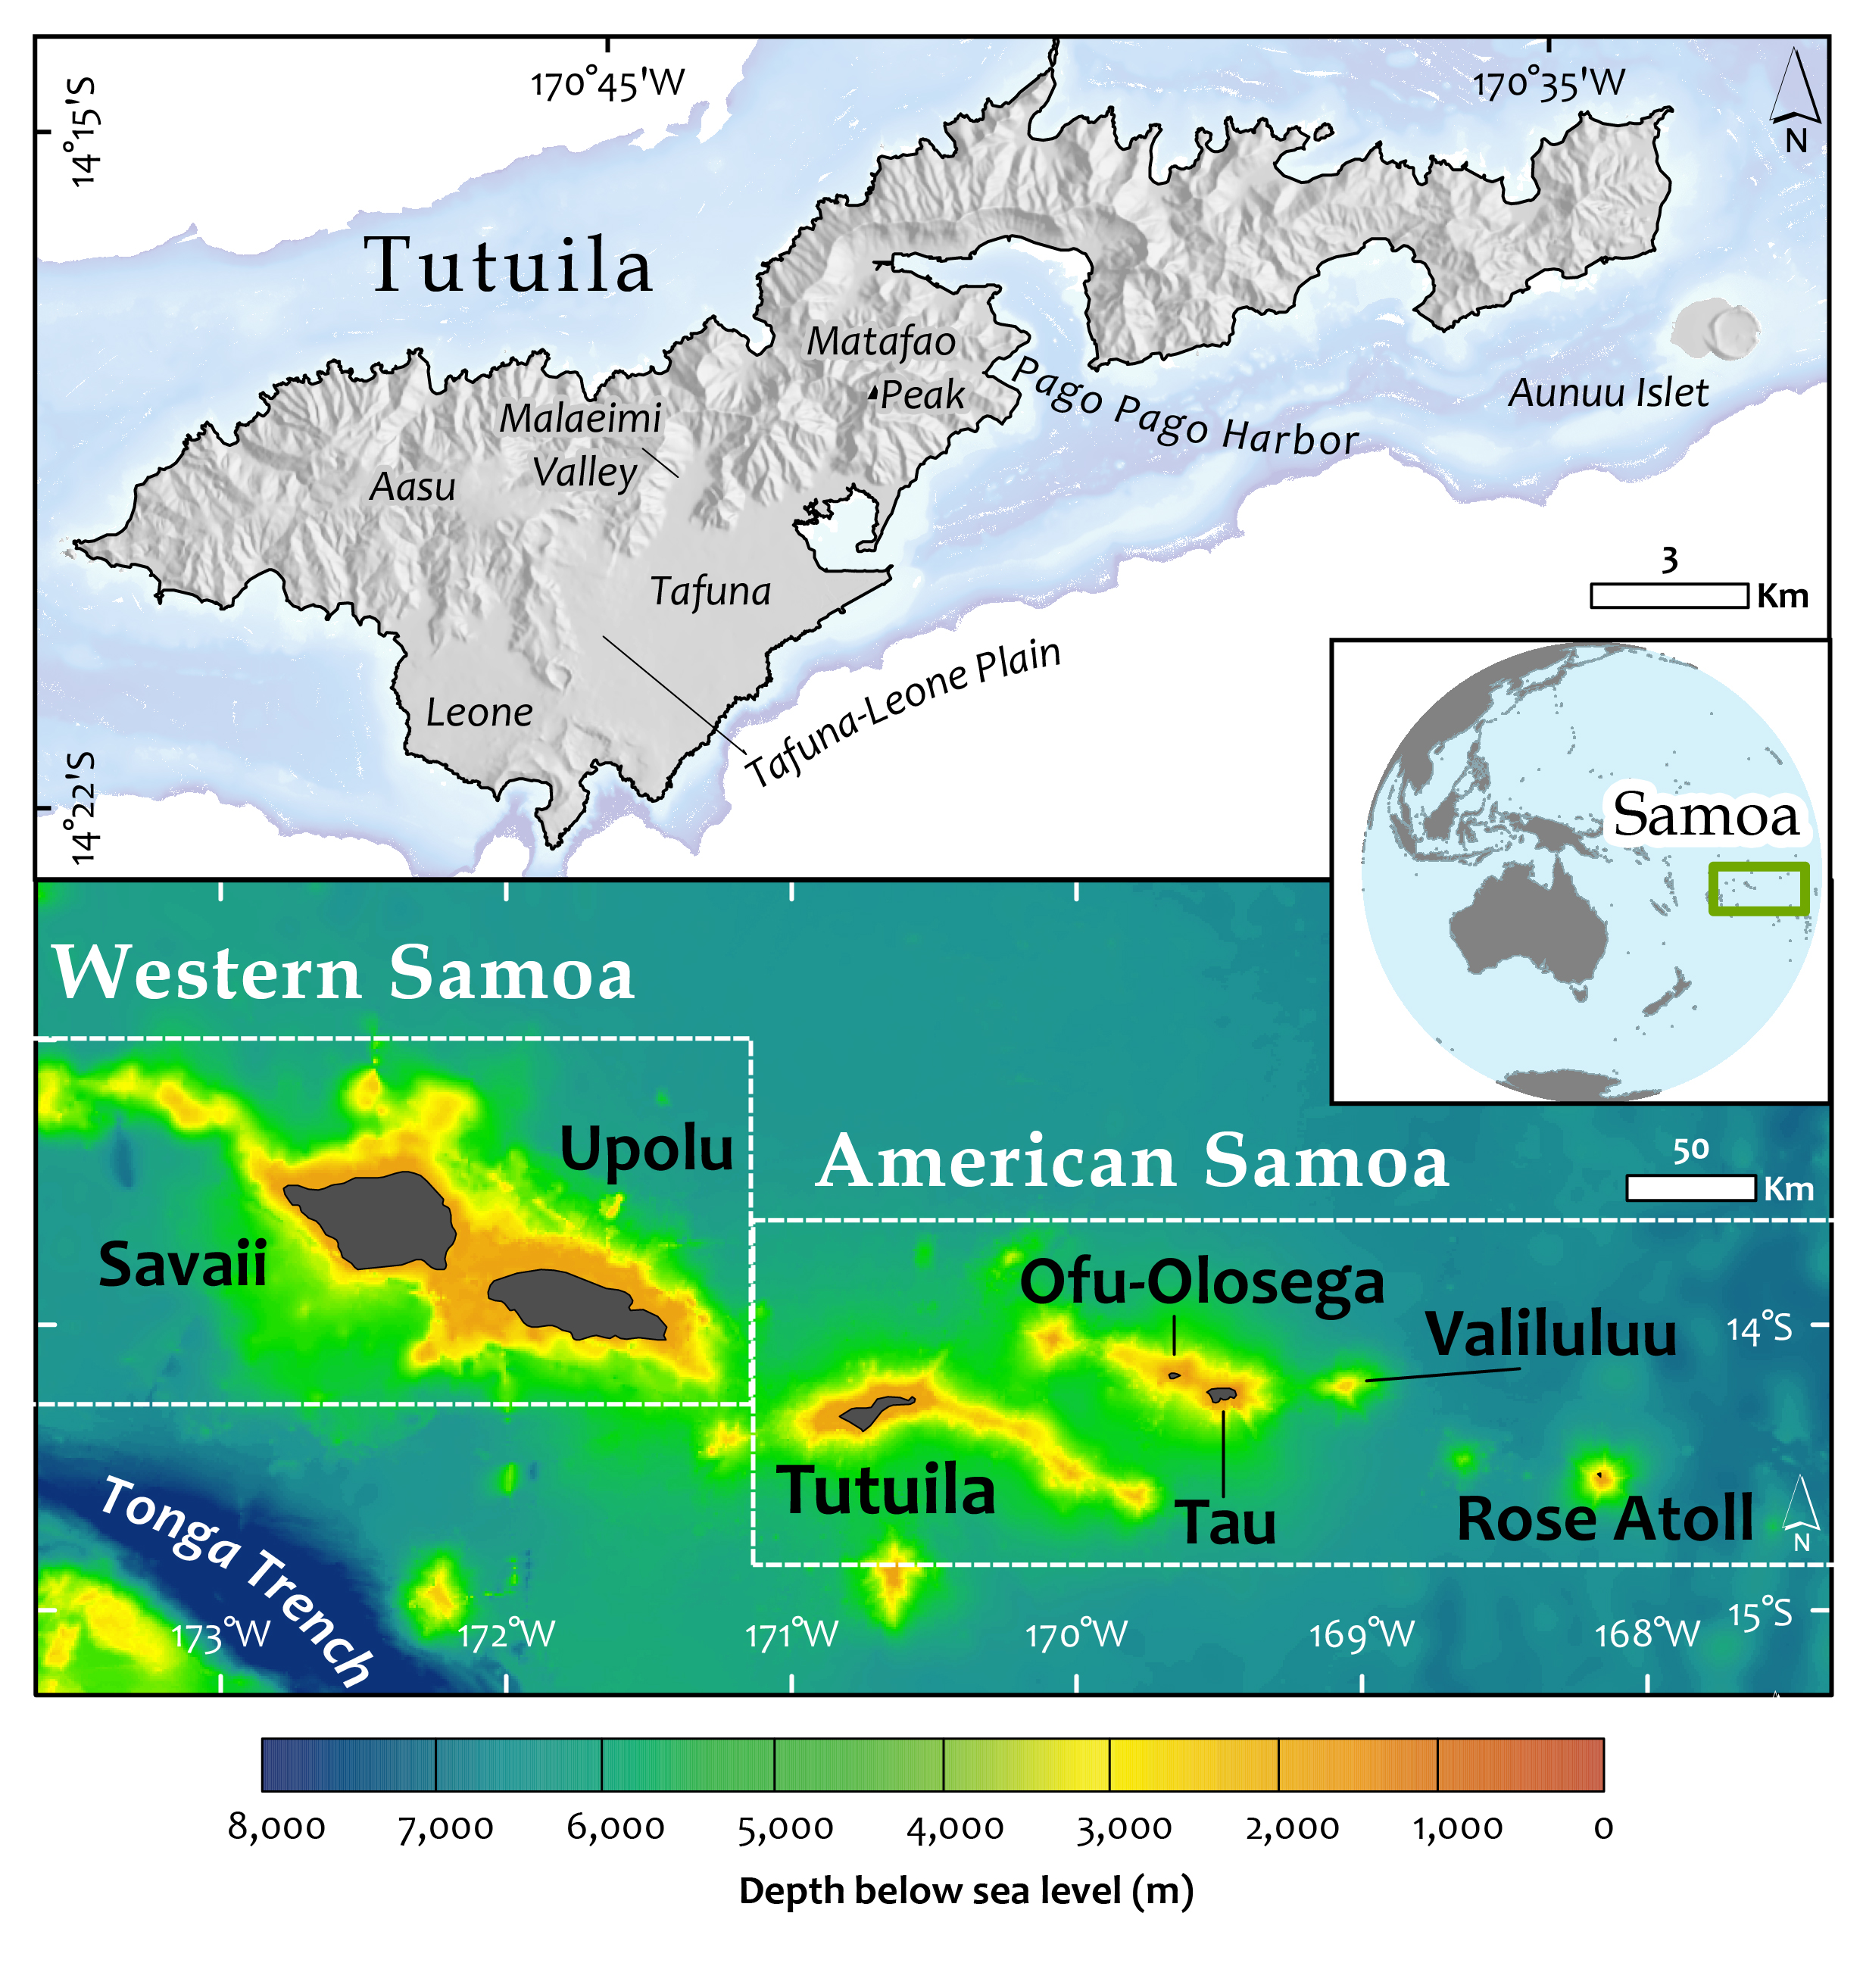 170°45'W
170°35'W
14°15'S
N
Tutuila
Matafao
Peak
Pago Pago Harbor
Aunuu Islet
Malaeimi
Valley
Aasu
3
Km
Tafuna
Tafuna-Leone Plain
Leone
14°22'S
Samoa
Western Samoa
Upolu
American Samoa
50
Km
Savaii
Ofu-Olosega
Valiluluu
14°S
Tutuila
Tau
Rose Atoll
N
Tonga Trench
15°S
173°W
172°W
171°W
170°W
169°W
168°W
8,000
7,000
6,000
5,000
4,000
3,000
2,000
1,000
0
Depth below sea level (m)